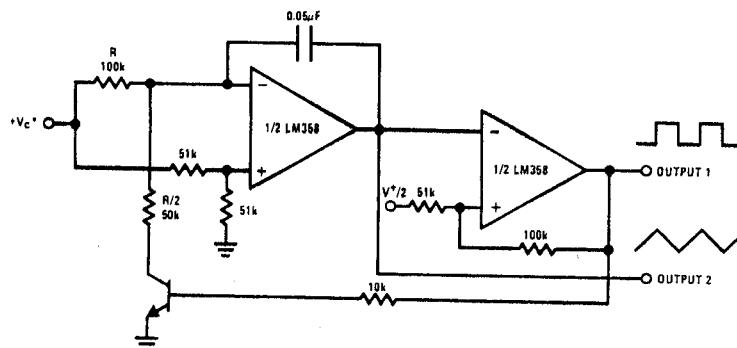 0.05µF
R
100k
+Vc*
1/2 LM358
51k
51k
R/2
50k
V+/2
51k
1/2 LM358
100k
10k
OUTPUT 1
OUTPUT 2